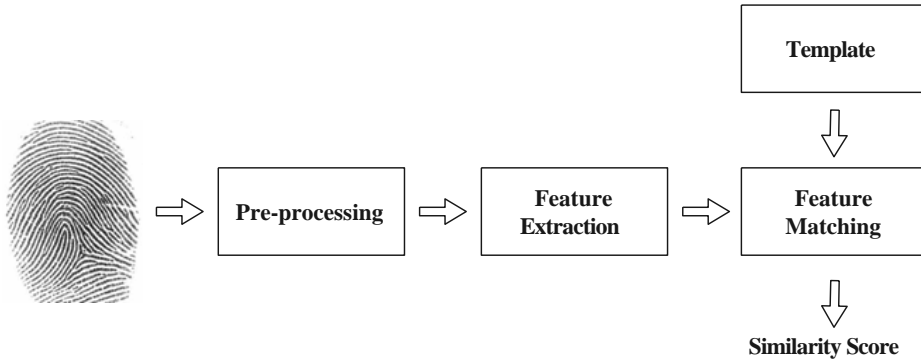 Template
Pre-processing
Feature
Extraction
Feature
Matching
Similarity Score